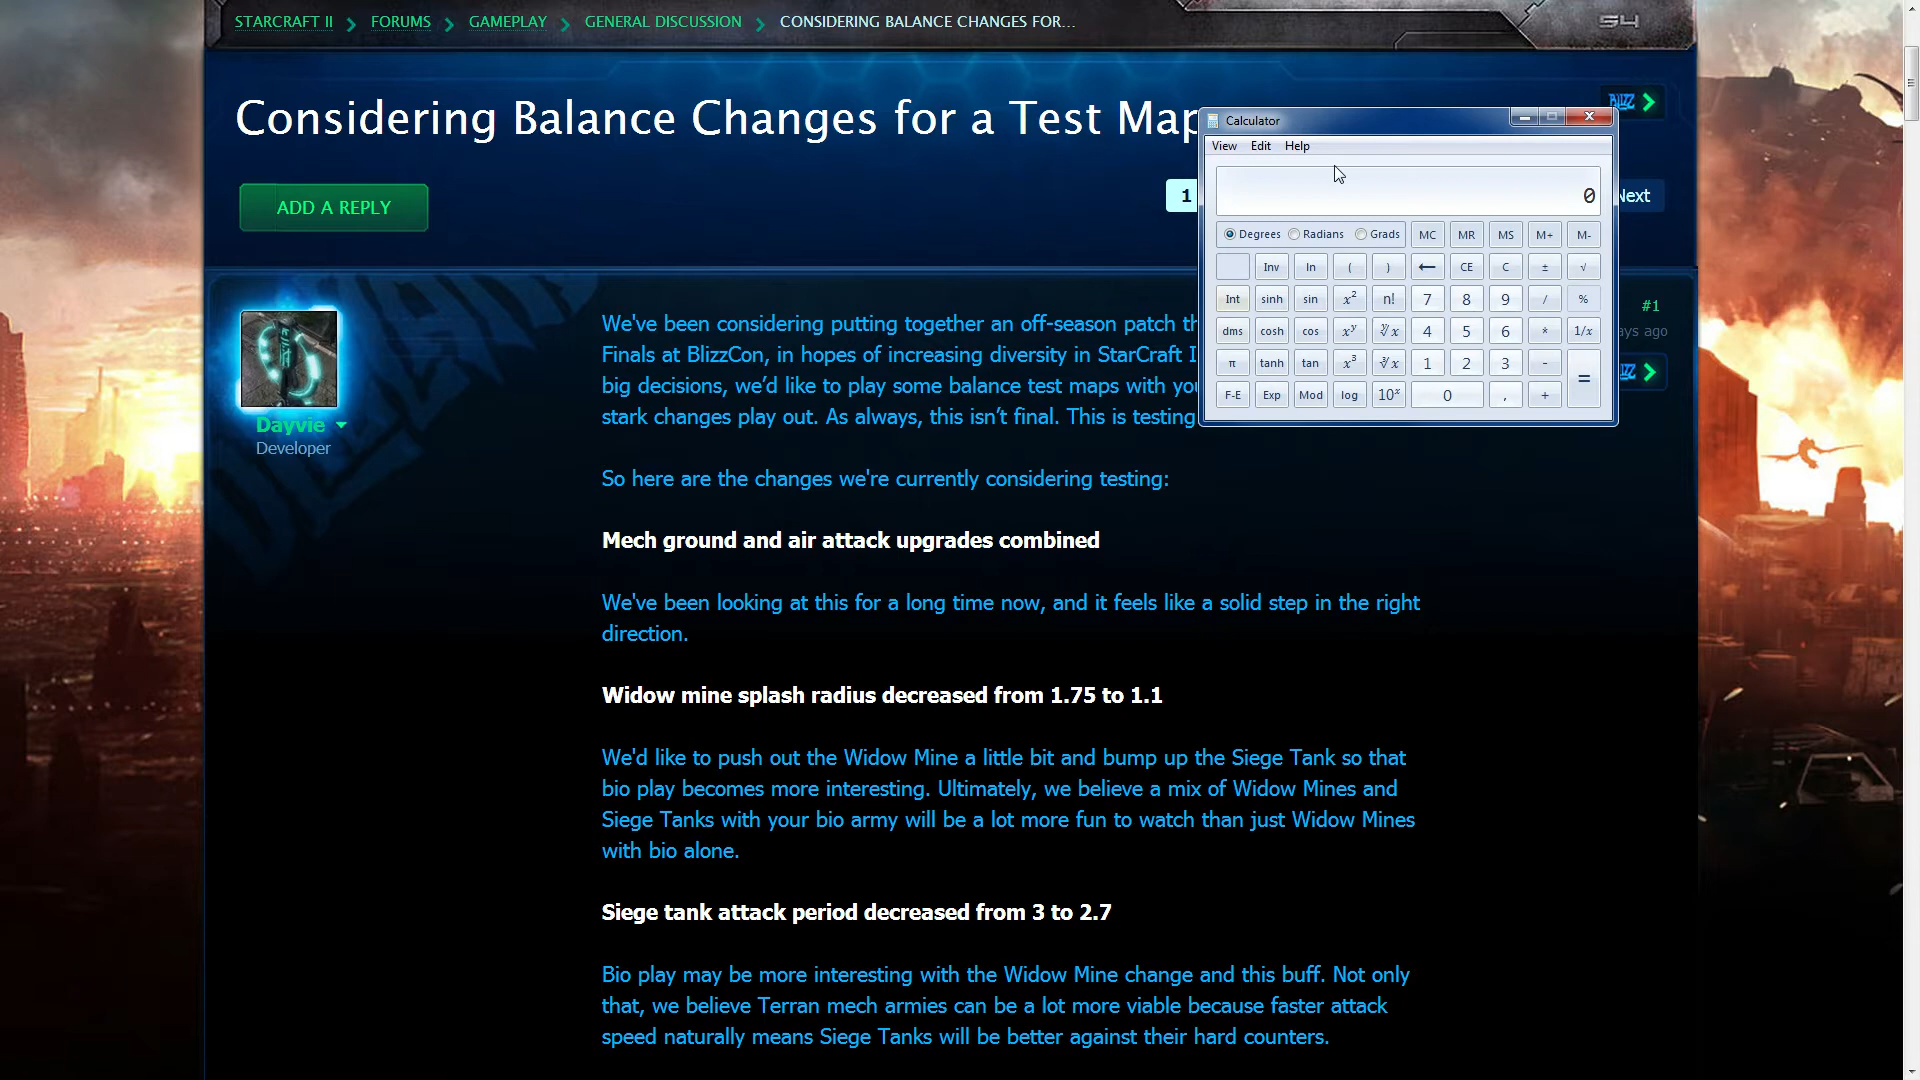 STARCRAFT II > FORUMS > GAMEPLAY > GENERAL DISCUSSION > CONSIDERING BALANCE CHANGES FOR...
54
Considering Balance Changes for a Test Map
BLIZZ
ADD A REPLY
1
Next
Calculator
View Edit Help
0
Degrees Radians Grads MC MR MS M+ M-
Inv ln ( ) ← CE C ± √
Int sinh sin x² n! 7 8 9 / %
dms cosh cos xʸ ʸ√x 4 5 6 * 1/x
π tanh tan x³ ³√x 1 2 3 - =
F-E Exp Mod log 10ˣ 0 , +
Dayvie
Developer
#1
ago
We've been considering putting together an off-season patch
Finals at BlizzCon, in hopes of increasing diversity in StarCraft
big decisions, we’d like to play some balance test maps with
stark changes play out. As always, this isn’t final. This is testing
So here are the changes we're currently considering testing:
Mech ground and air attack upgrades combined
We've been looking at this for a long time now, and it feels like a solid step in the right
direction.
Widow mine splash radius decreased from 1.75 to 1.1
We'd like to push out the Widow Mine a little bit and bump up the Siege Tank so that
bio play becomes more interesting. Ultimately, we believe a mix of Widow Mines and
Siege Tanks with your bio army will be a lot more fun to watch than just Widow Mines
with bio alone.
Siege tank attack period decreased from 3 to 2.7
Bio play may be more interesting with the Widow Mine change and this buff. Not only
that, we believe Terran mech armies can be a lot more viable because faster attack
speed naturally means Siege Tanks will be better against their hard counters.